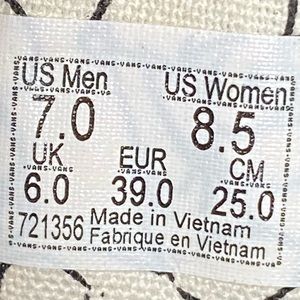 US Men US Women
7.0 8.5
UK EUR CM
6.0 39.0 25.0
721356 Made in Vietnam
Fabrique en Vietnam